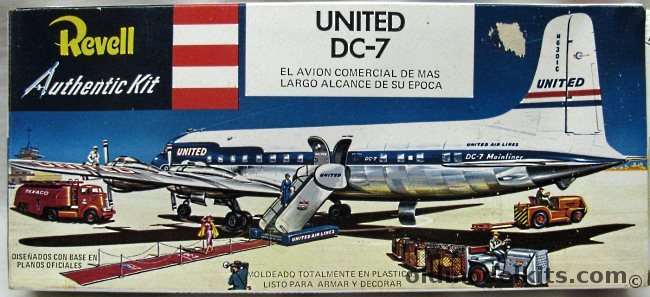 Revell
Authentic Kit
UNITED
DC-7
EL AVION COMERCIAL DE MAS
LARGO ALCANCE DE SU EPOCA
N6301C
UNITED
UNITED AIR LINES
DC-7 Mainliner
UNITED
DC-7
UNITED
TEXACO
UNITED AIR LINES
DISEÑADOS CON BASE EN
PLANOS OFICIALES
MOLDEADO TOTALMENTE EN PLASTICO
LISTO PARA ARMAR Y DECORAR
oldmodelkits.com ©